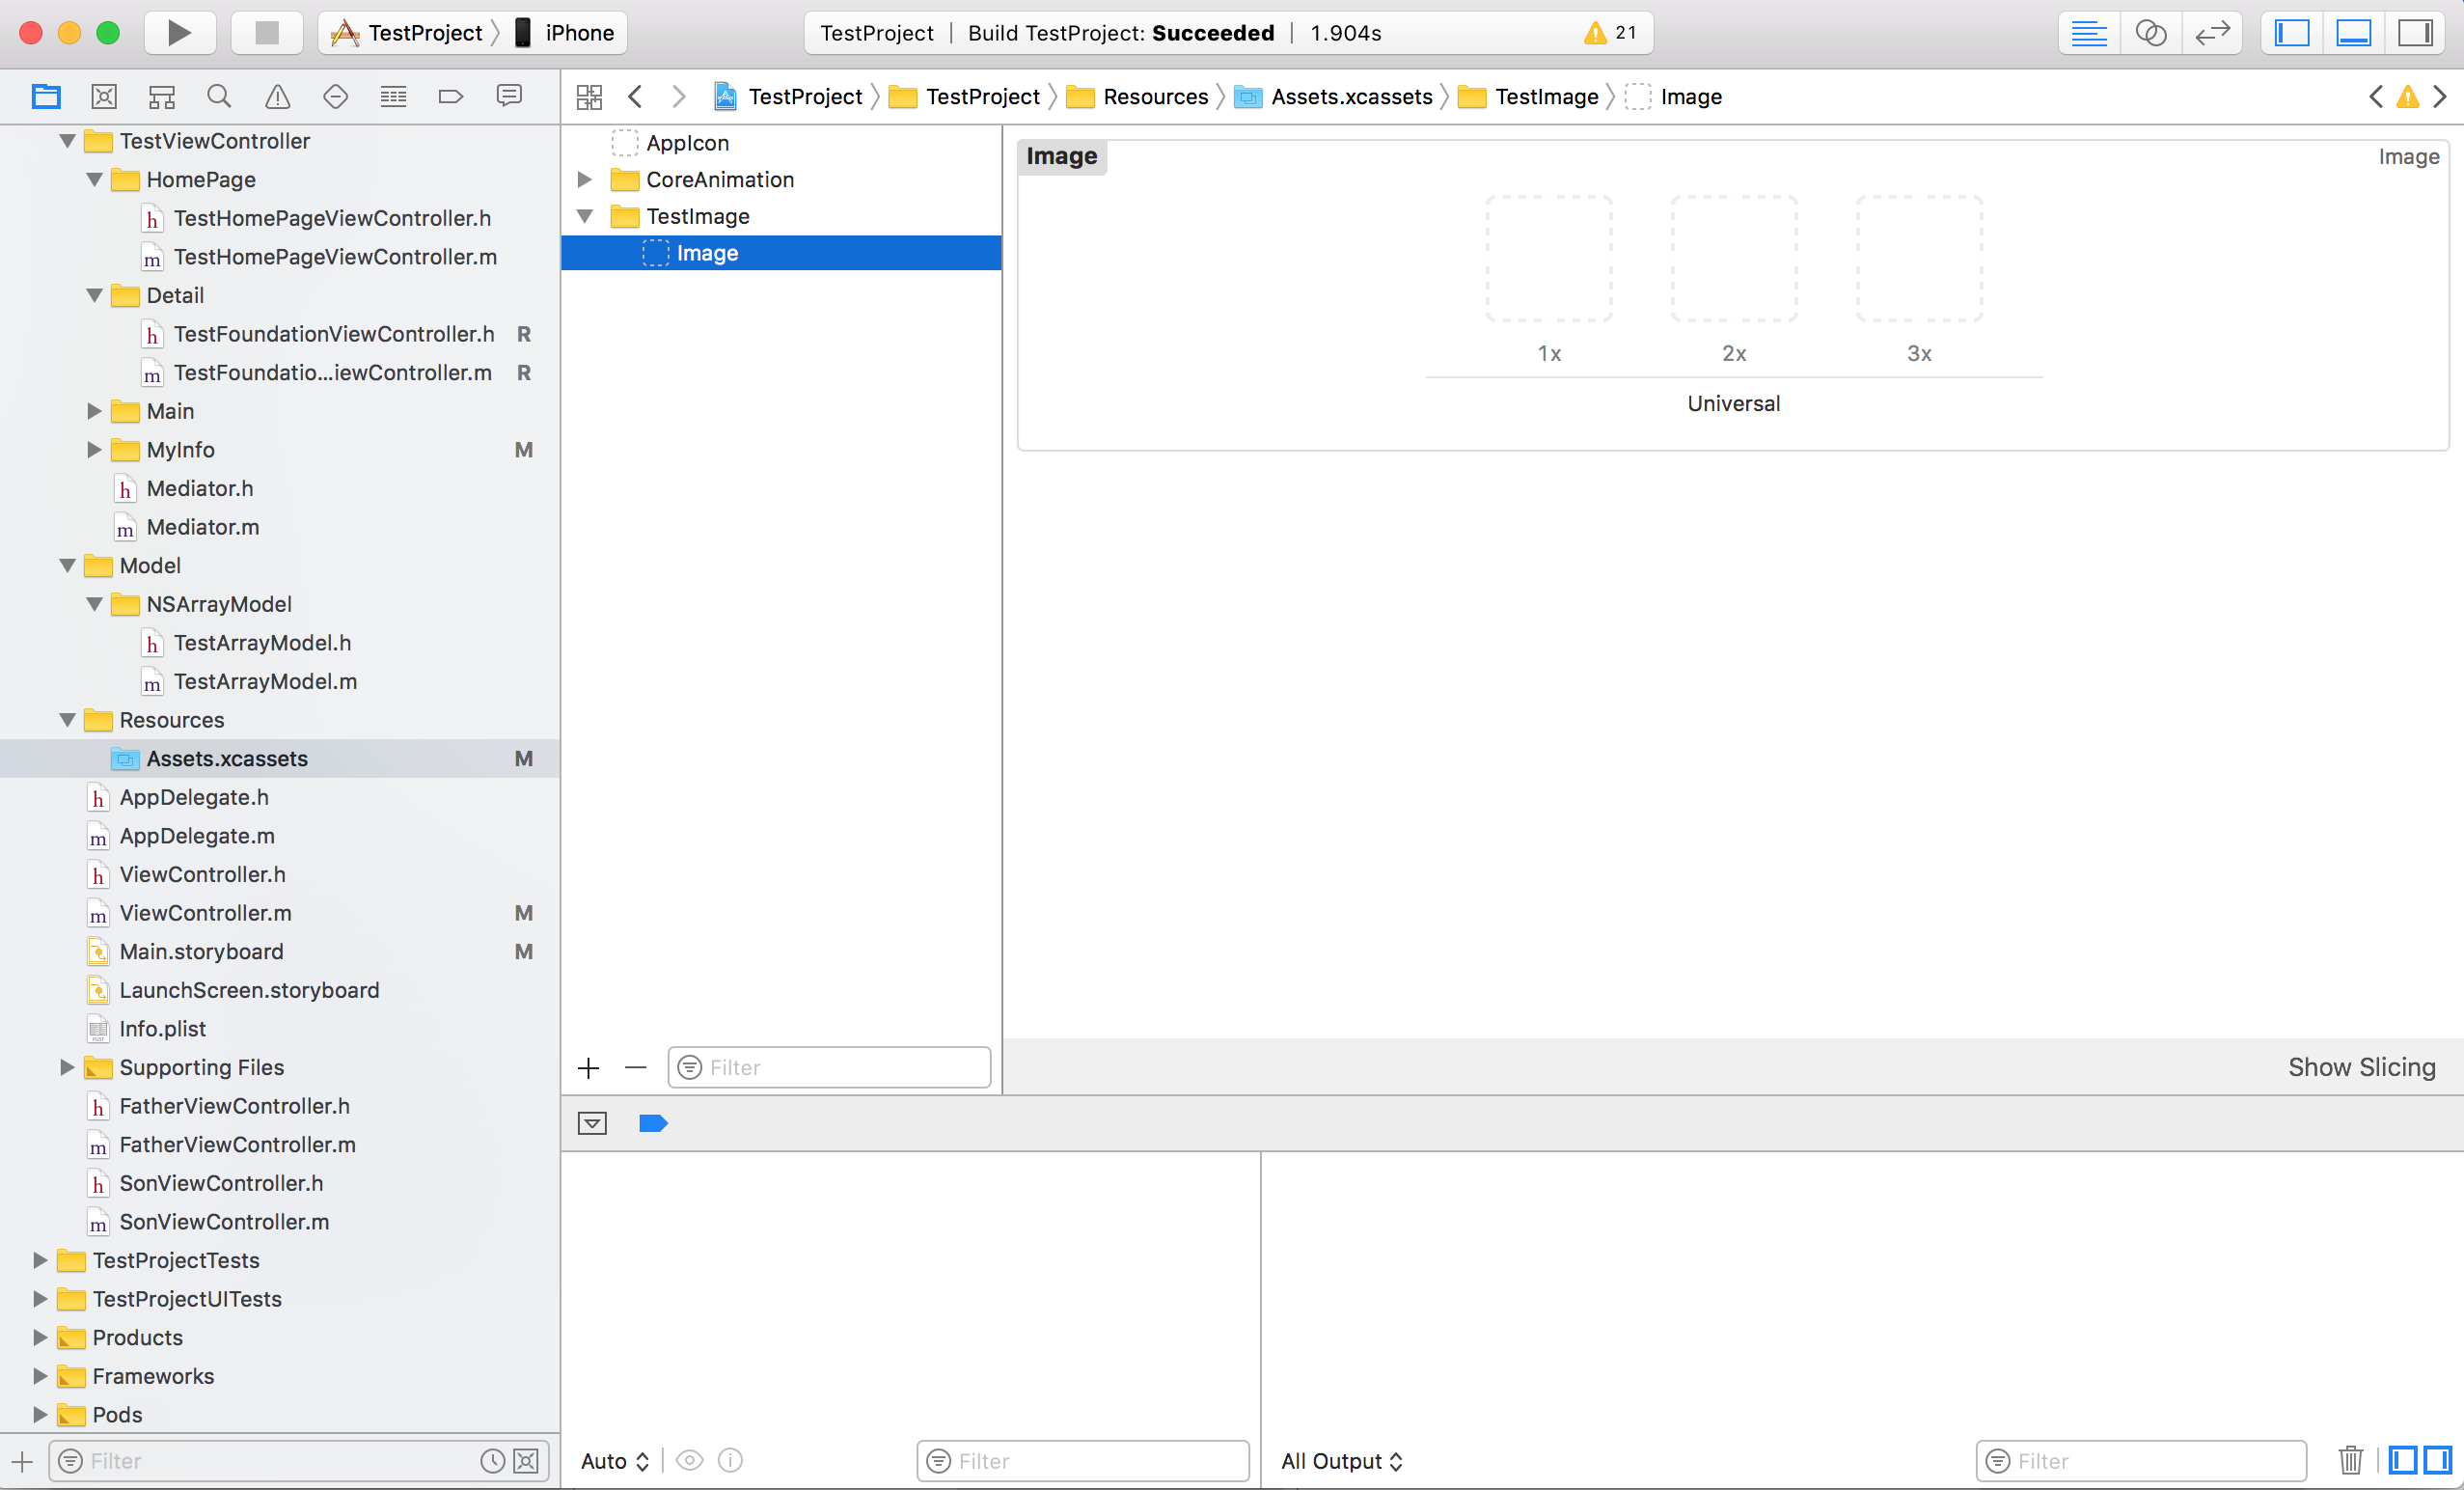 TestProject iPhone
TestProject | Build TestProject: Succeeded | 1.904s 21
TestProject TestProject Resources Assets.xcassets TestImage Image
TestViewController
HomePage
h TestHomePageViewController.h
m TestHomePageViewController.m
Detail
h TestFoundationViewController.h R
m TestFoundatio...iewController.m R
Main
MyInfo M
h Mediator.h
m Mediator.m
Model
NSArrayModel
h TestArrayModel.h
m TestArrayModel.m
Resources
Assets.xcassets M
h AppDelegate.h
m AppDelegate.m
h ViewController.h
m ViewController.m M
Main.storyboard M
LaunchScreen.storyboard
Info.plist
Supporting Files
h FatherViewController.h
m FatherViewController.m
h SonViewController.h
m SonViewController.m
TestProjectTests
TestProjectUITests
Products
Frameworks
Pods
Filter
AppIcon
CoreAnimation
TestImage
Image
Filter
Image Image
1x 2x 3x
Universal
Show Slicing
Auto Filter
All Output Filter